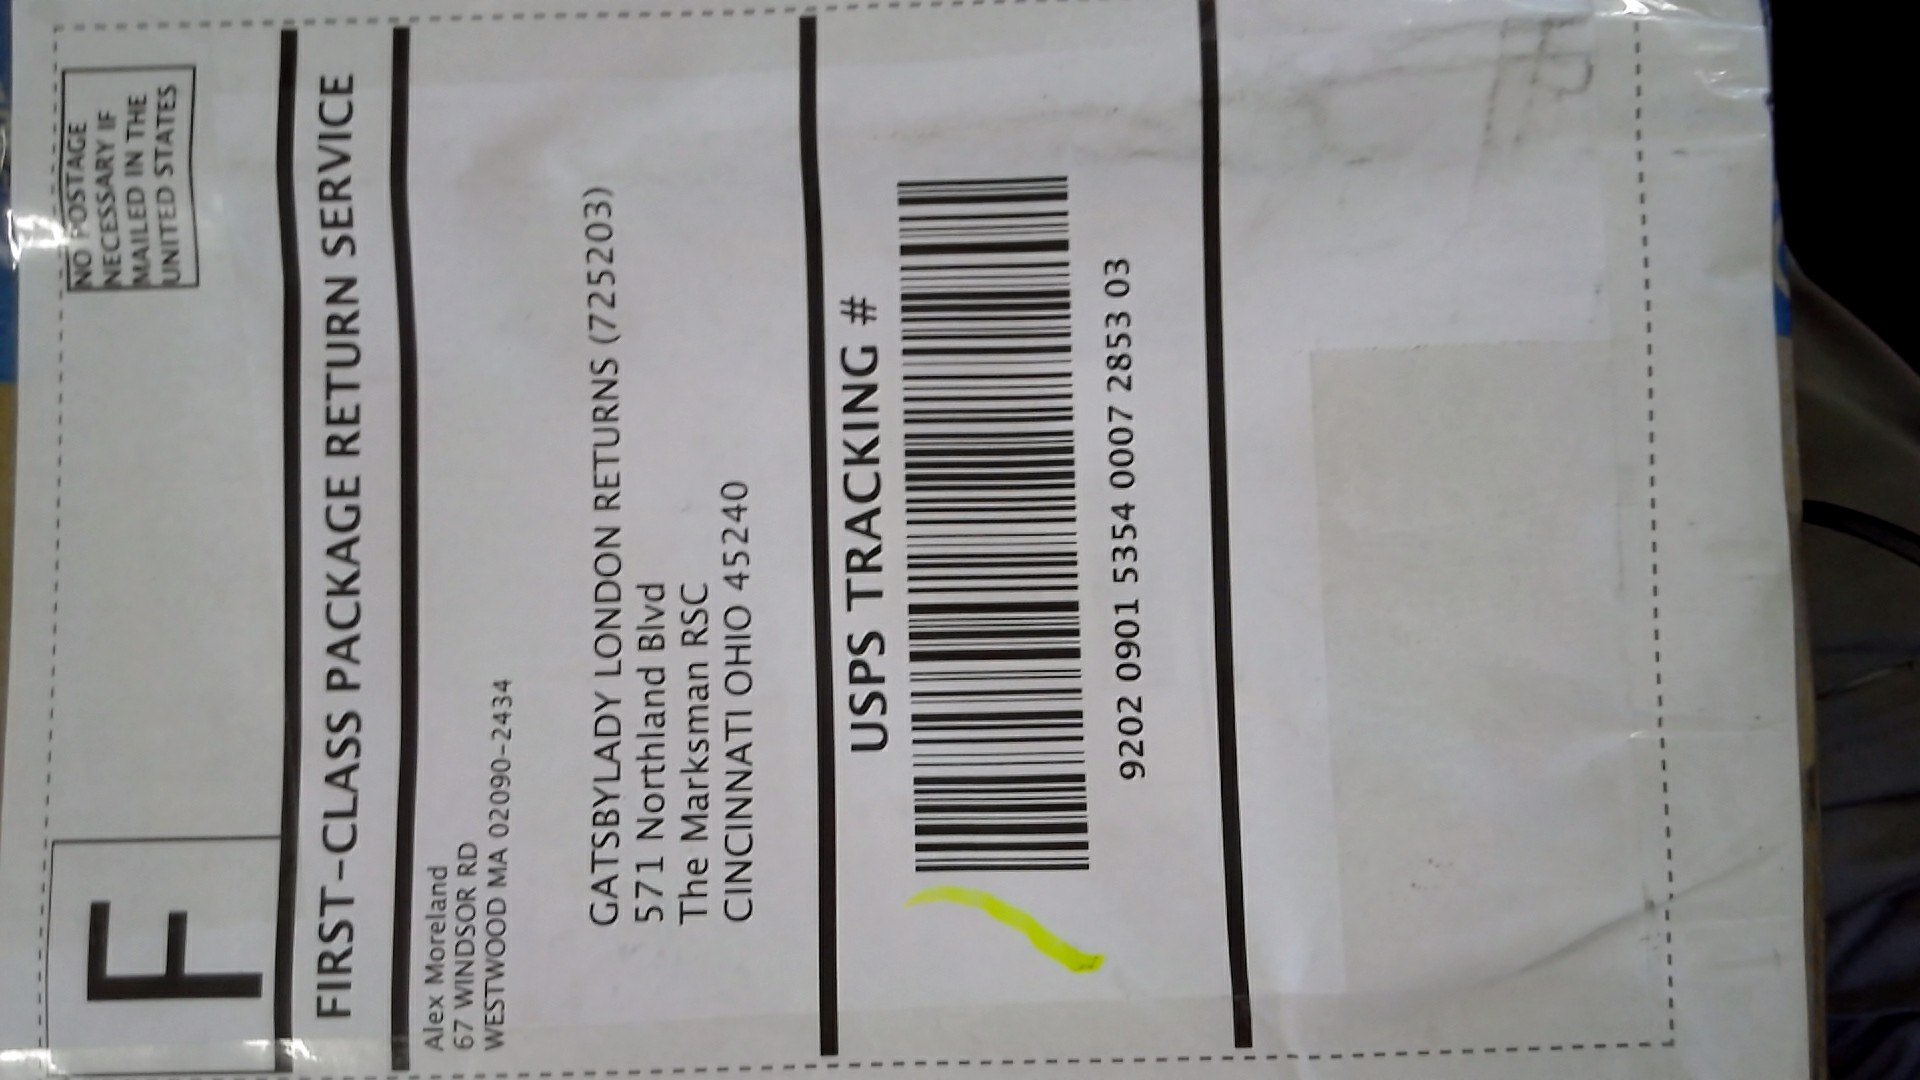 F
NO POSTAGE
NECESSARY IF
MAILED IN THE
UNITED STATES
FIRST-CLASS PACKAGE RETURN SERVICE
Alex Moreland
67 WINDSOR RD
WESTWOOD MA 02090-2434
GATSBYLADY LONDON RETURNS (725203)
571 Northland Blvd
The Marksman RSC
CINCINNATI OHIO 45240
USPS TRACKING #
9202 0901 5354 0007 2853 03